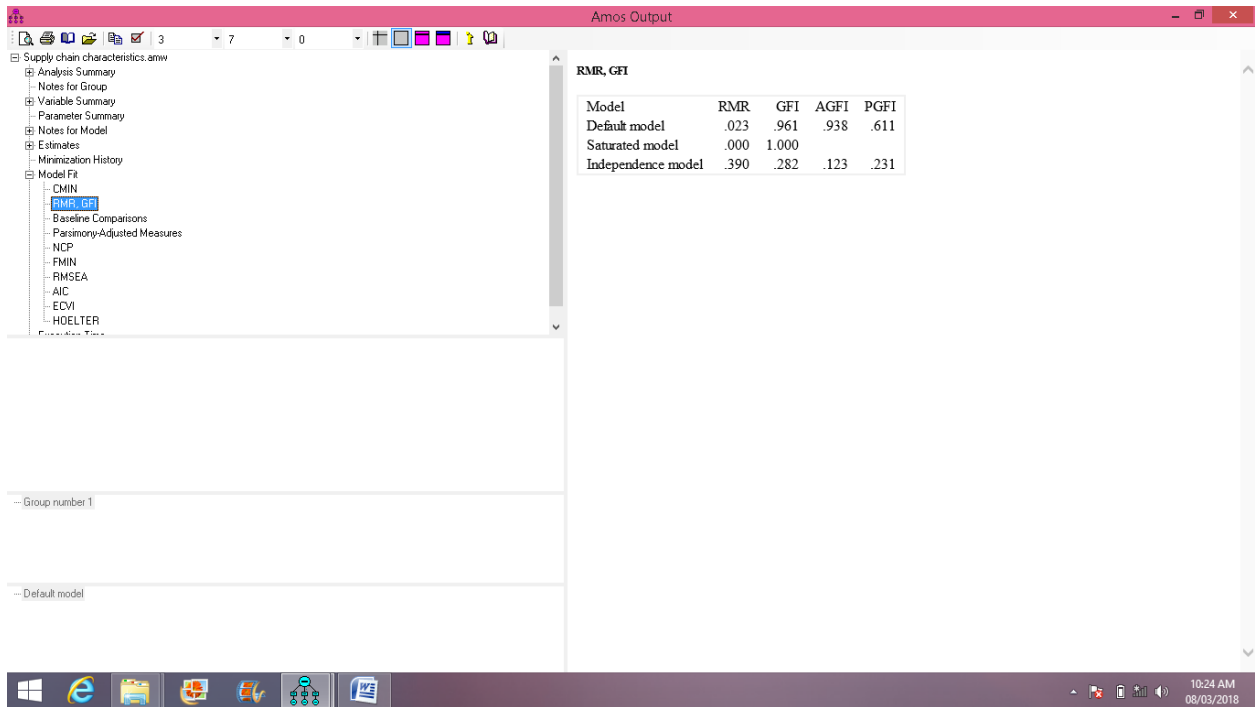 Amos Output
3 7 0
Supply chain characteristics.amw
Analysis Summary
Notes for Group
Variable Summary
Parameter Summary
Notes for Model
Estimates
Minimization History
Model Fit
CMIN
RMR, GFI
Baseline Comparisons
Parsimony-Adjusted Measures
NCP
FMIN
RMSEA
AIC
ECVI
HOELTER
Execution Time
Group number 1
Default model
RMR, GFI
Model RMR GFI AGFI PGFI
Default model .023 .961 .938 .611
Saturated model .000 1.000
Independence model .390 .282 .123 .231
10:24 AM
08/03/2018